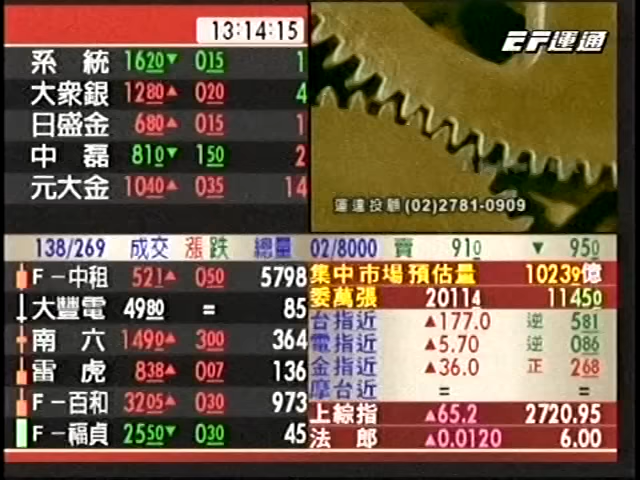 13:14:15
EF運通
系統 1620▼ 015 1
大衆銀 1280▲ 020 4
日盛金 680▲ 015 1
中磊 810▼ 150 2
元大金 1040▲ 035 14
運達投顧(02)2781-0909
138/269 成交 漲跌 總量 02/8000 賣 910 ▼ 950
F－中租 521▲ 050 5798
大豐電 4980 = 85
南六 1490▲ 300 364
雷虎 838▲ 007 136
F－百和 3205▲ 030 973
F－福貞 2550▼ 030 45
集中市場預估量 10239億
委萬張 20114 11450
台指近 ▲177.0 逆 581
電指近 ▲5.70 逆 086
金指近 ▲36.0 正 268
摩台近 = =
上綜指 ▲65.2 2720.95
法郎 ▲0.0120 6.00